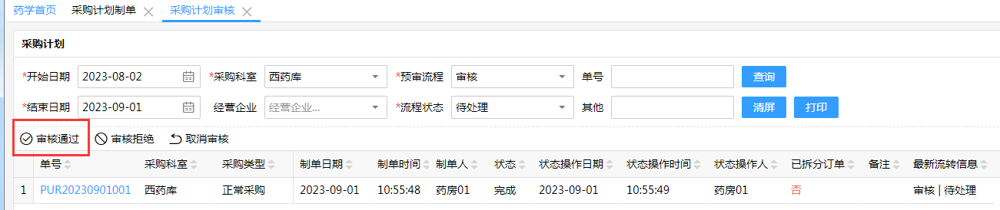 药学首页 采购计划制单 采购计划审核
采购计划
*开始日期 2023-08-02 *采购科室 西药库 *预审流程 审核 单号 查询
*结束日期 2023-09-01 经营企业 经营企业... *流程状态 待处理 其他 清屏 打印
审核通过 审核拒绝 取消审核
单号 采购科室 采购类型 制单日期 制单时间 制单人 状态 状态操作日期 状态操作时间 状态操作人 已拆分订单 备注 最新流转信息
1 PUR20230901001 西药库 正常采购 2023-09-01 10:55:48 药房01 完成 2023-09-01 10:55:49 药房01 否 审核 | 待处理